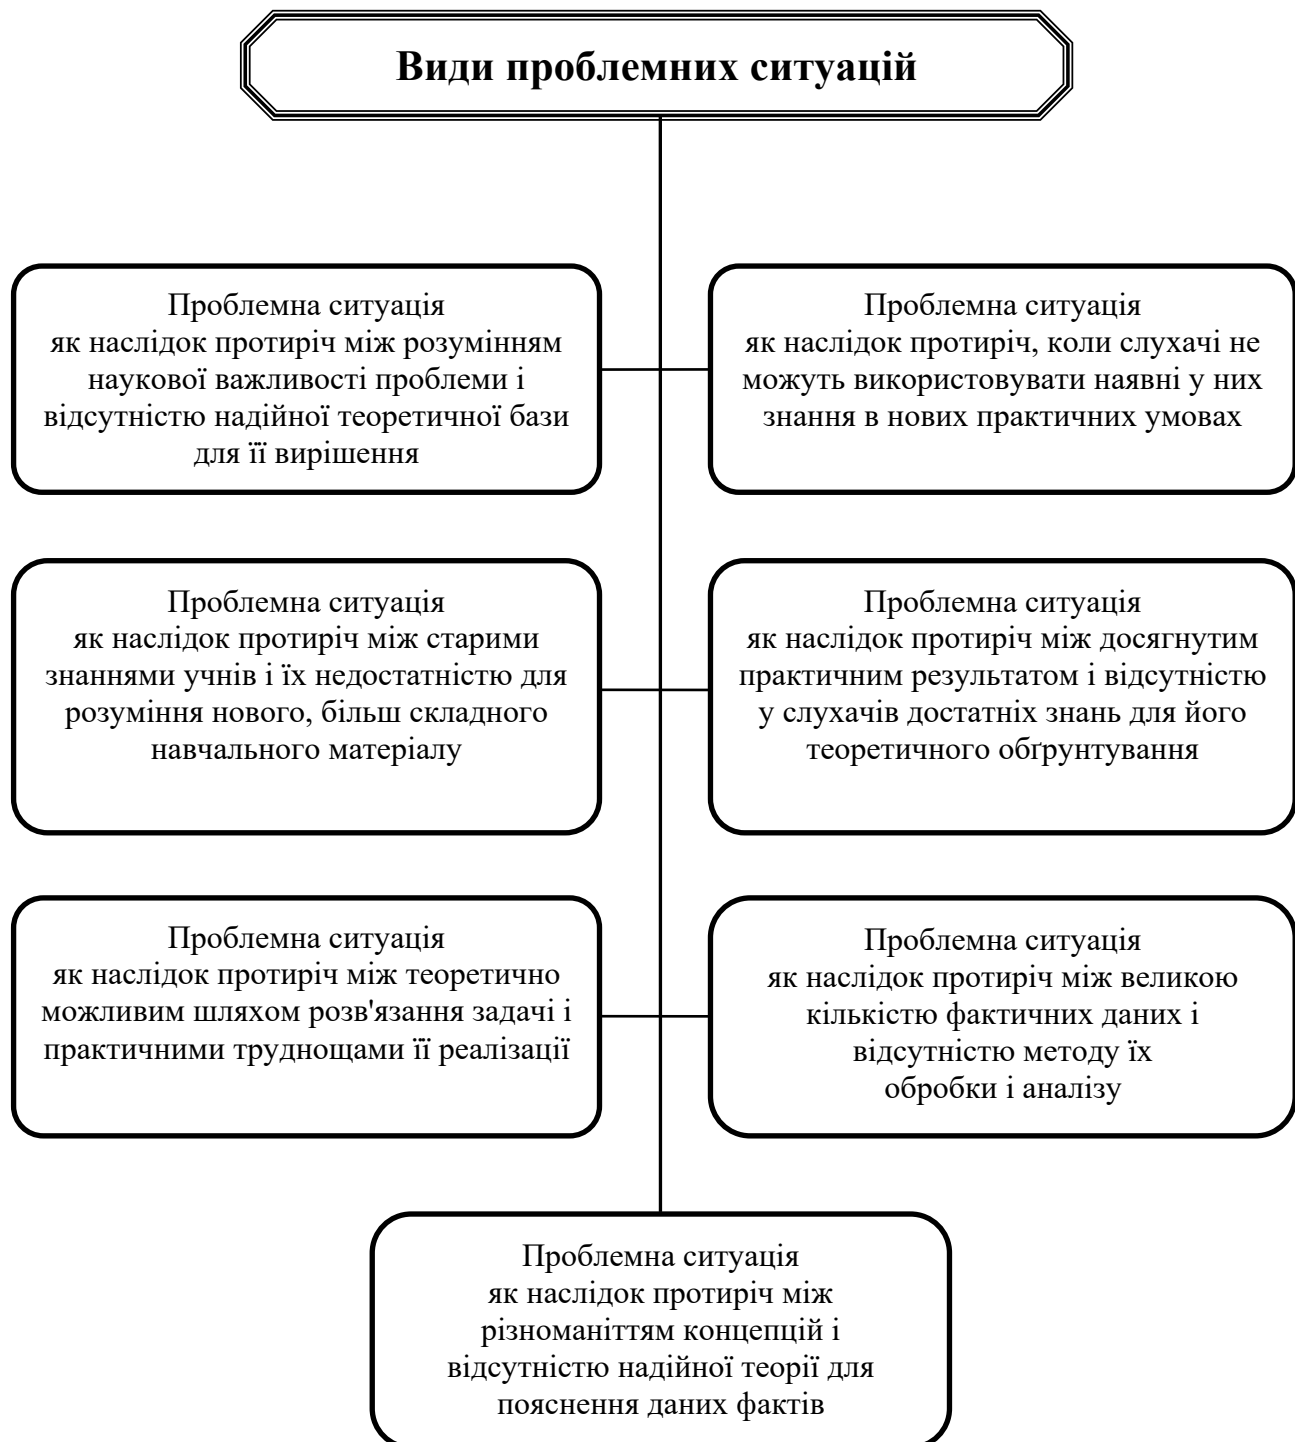 Види проблемних ситуацій
Проблемна ситуація
як наслідок протиріч між розумінням
наукової важливості проблеми і
відсутністю надійної теоретичної бази
для її вирішення
Проблемна ситуація
як наслідок протиріч, коли слухачі не
можуть використовувати наявні у них
знання в нових практичних умовах
Проблемна ситуація
як наслідок протиріч між старими
знаннями учнів і їх недостатністю для
розуміння нового, більш складного
навчального матеріалу
Проблемна ситуація
як наслідок протиріч між досягнутим
практичним результатом і відсутністю
у слухачів достатніх знань для його
теоретичного обґрунтування
Проблемна ситуація
як наслідок протиріч між теоретично
можливим шляхом розв'язання задачі і
практичними труднощами її реалізації
Проблемна ситуація
як наслідок протиріч між великою
кількістю фактичних даних і
відсутністю методу їх
обробки і аналізу
Проблемна ситуація
як наслідок протиріч між
різноманіттям концепцій і
відсутністю надійної теорії для
пояснення даних фактів